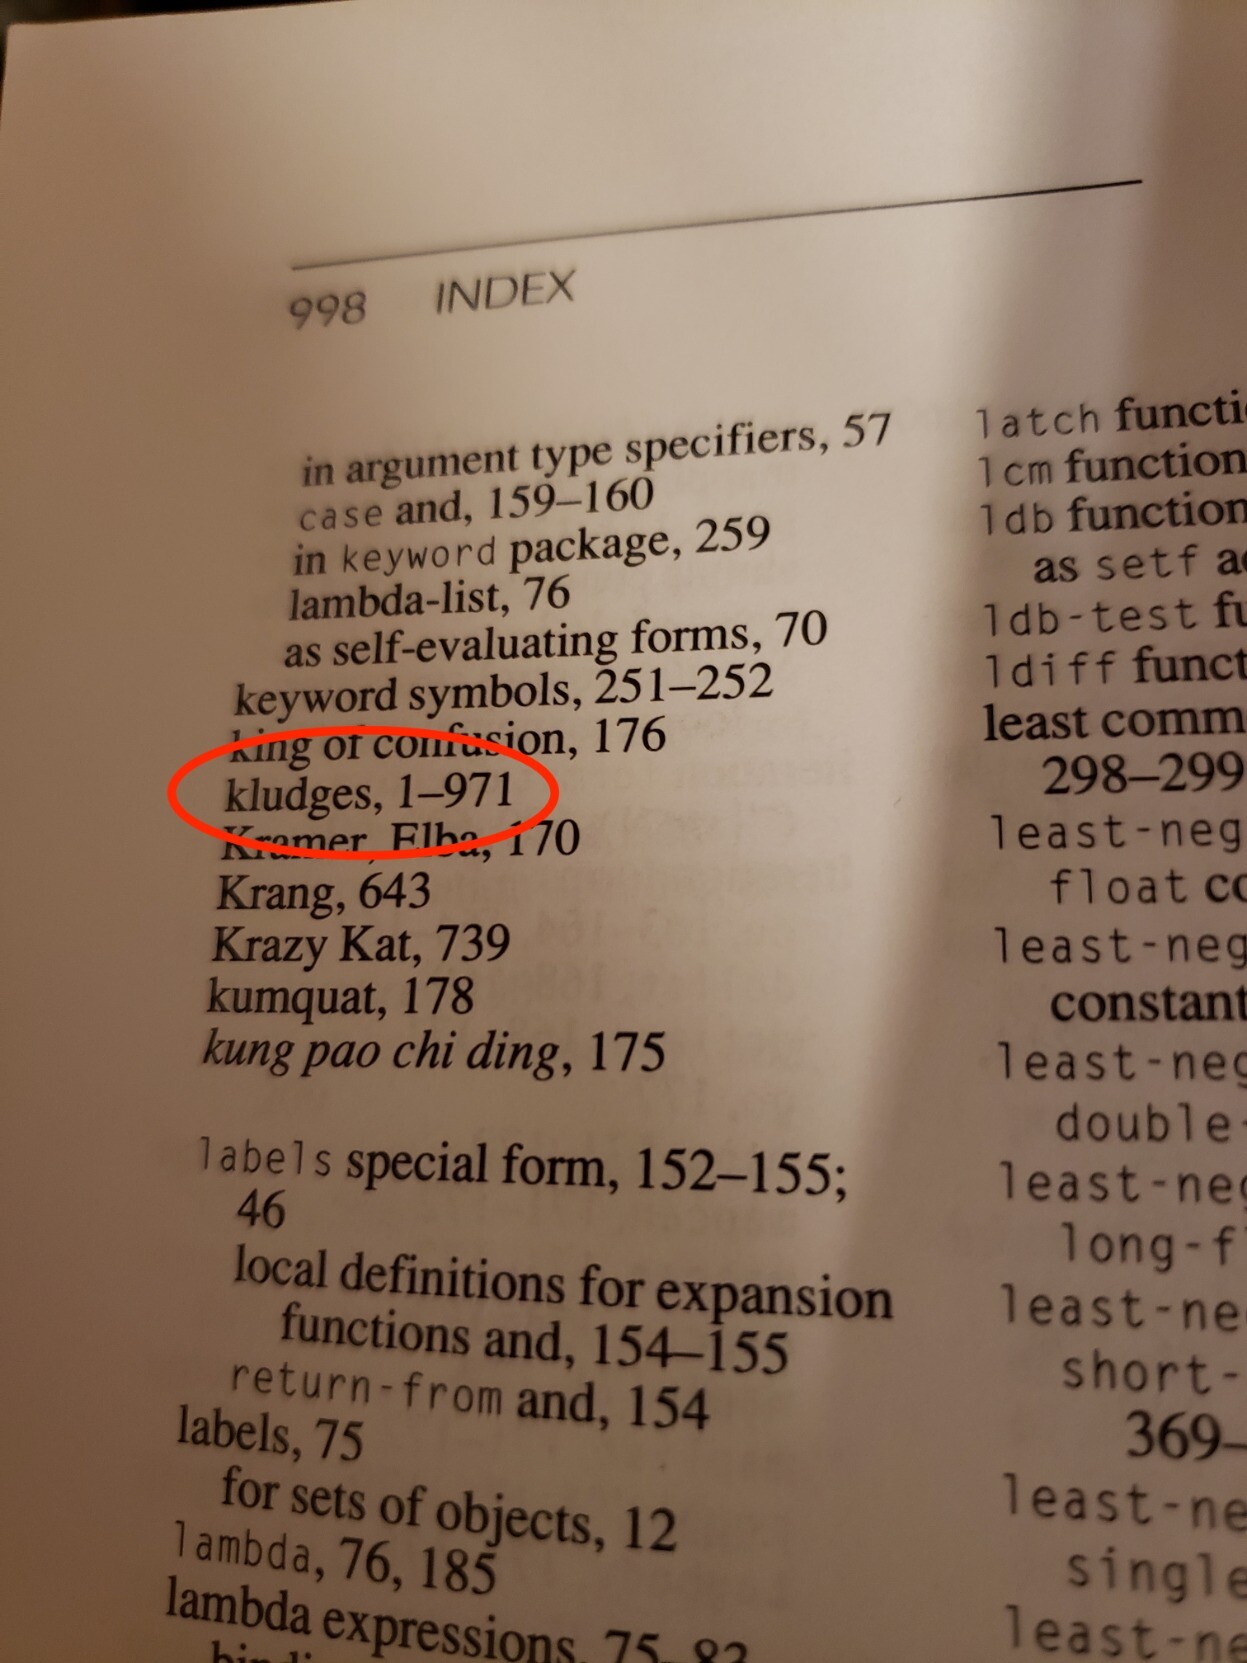 998 INDEX
in argument type specifiers, 57
case and, 159–160
in keyword package, 259
lambda-list, 76
as self-evaluating forms, 70
keyword symbols, 251–252
king of confusion, 176
kludges, 1–971
Kramer, Elba, 170
Krang, 643
Krazy Kat, 739
kumquat, 178
kung pao chi ding, 175
labels special form, 152–155;
46
local definitions for expansion
functions and, 154–155
return-from and, 154
labels, 75
for sets of objects, 12
lambda, 76, 185
lambda expressions, 75, 83
latch functi
lcm function
ldb function
as setf
ldb-test fu
ldiff funct
least comm
298–299
least-neg
float
least-neg
constant
least-neg
double-
least-neg
long-f
least-ne
short-
369–
least-ne
single
least-ne